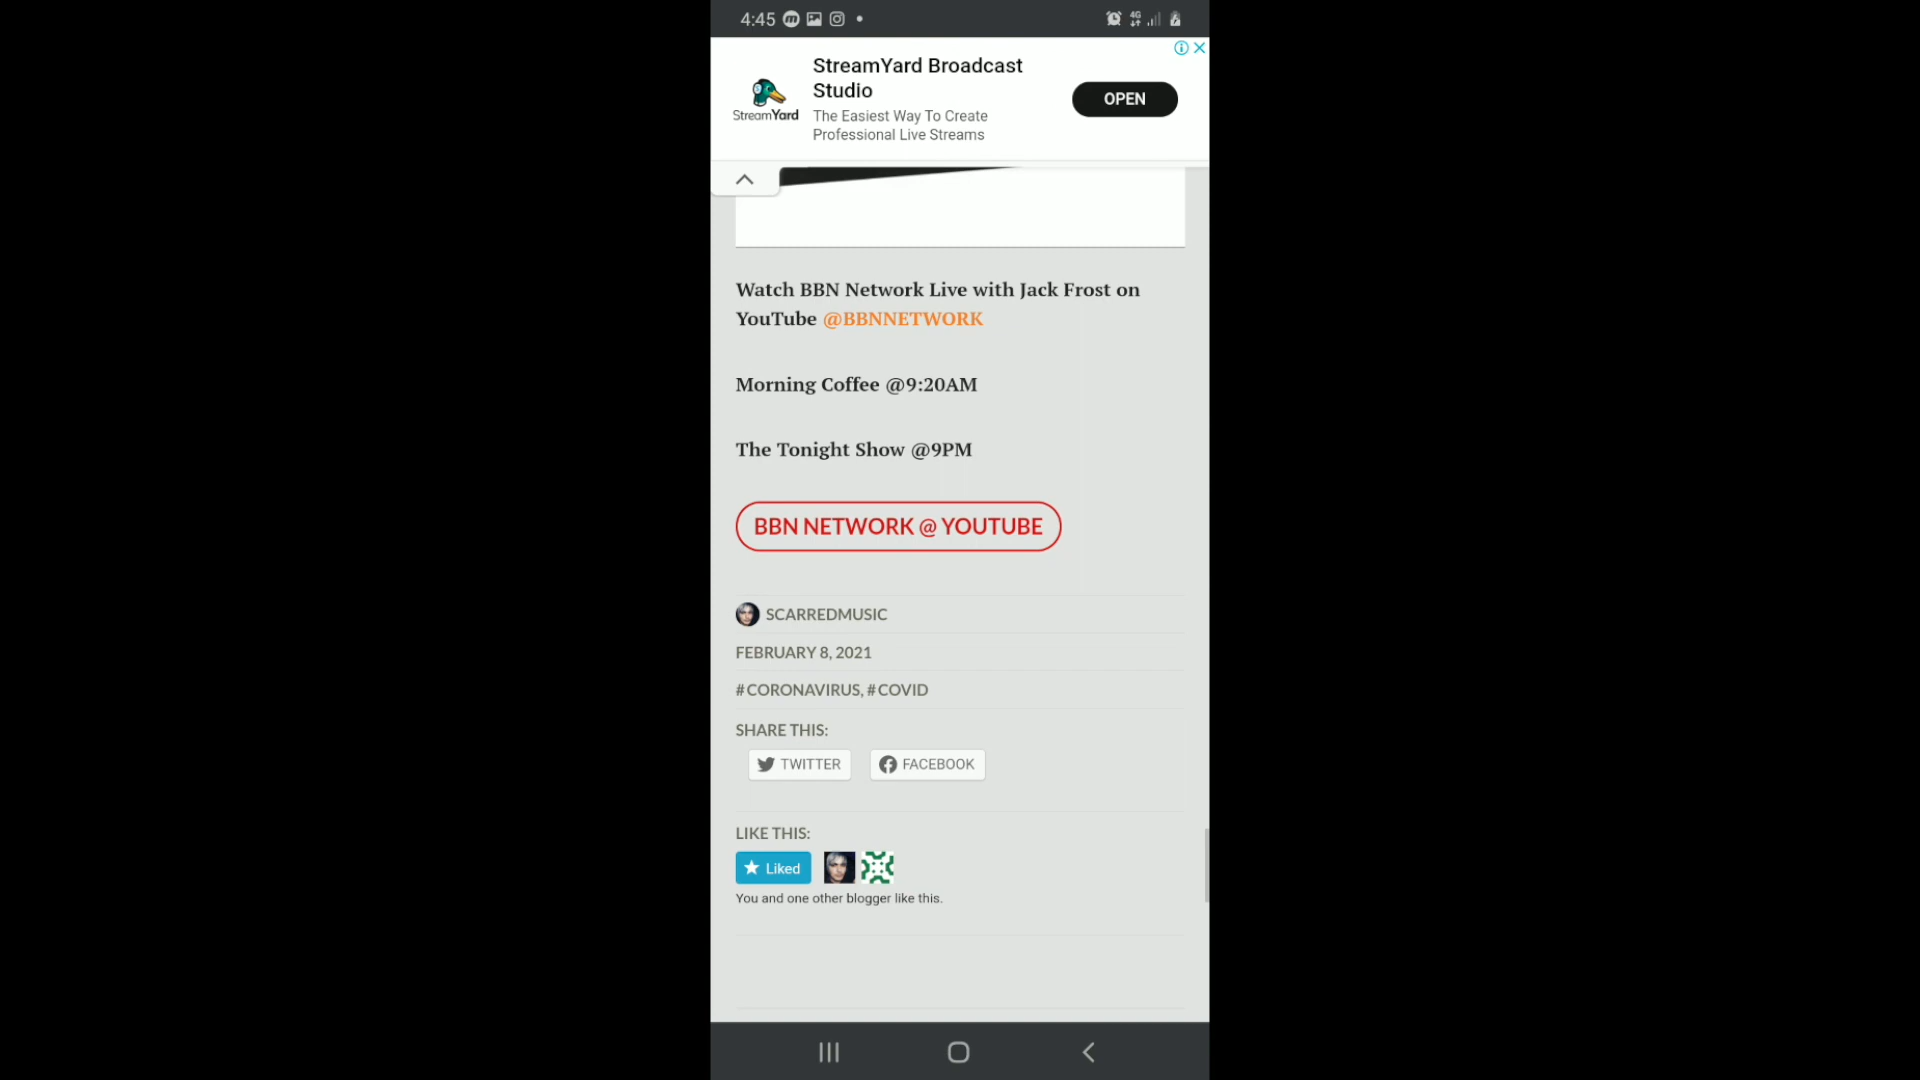 4:45
4G
StreamYard Broadcast
Studio
StreamYard
The Easiest Way To Create
Professional Live Streams
OPEN
Watch BBN Network Live with Jack Frost on
YouTube @BBNNETWORK
Morning Coffee @9:20AM
The Tonight Show @9PM
BBN NETWORK @ YOUTUBE
SCARREDMUSIC
FEBRUARY 8, 2021
#CORONAVIRUS, #COVID
SHARE THIS:
TWITTER
FACEBOOK
LIKE THIS:
Liked
You and one other blogger like this.